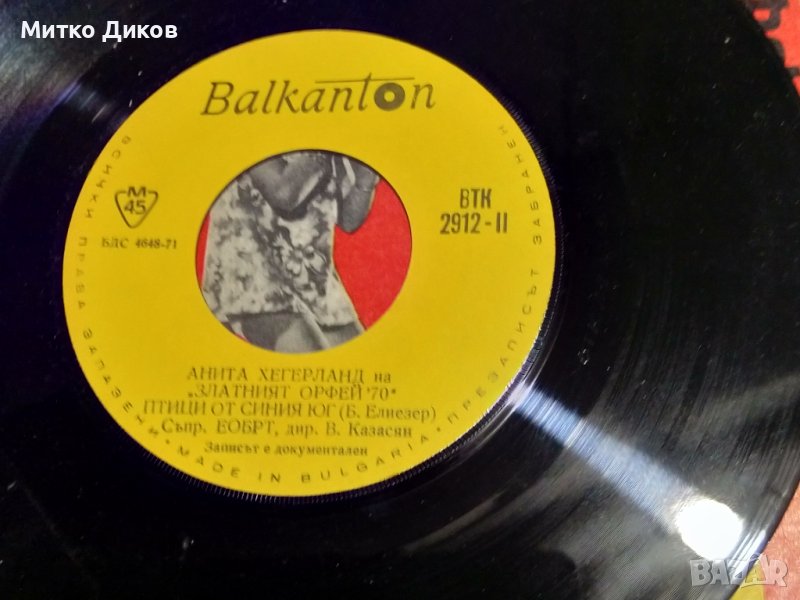 Митко Диков
Balkanton
М
45
БДС 4648-71
ВТК
2912-II
АНИТА ХЕГЕРЛАНД на
„ЗЛАТНИЯТ ОРФЕЙ '70"
ПТИЦИ ОТ СИНИЯ ЮГ (Б. Елиезер)
Съпр. ЕОБРТ, дир. В. Казасян
Записът е документален
ВСИЧКИ ПРАВА ЗАПАЗЕНИ • MADE IN BULGARIA • ПРЕЗАПИСЪТ ЗАБРАНЕН
BAZAR